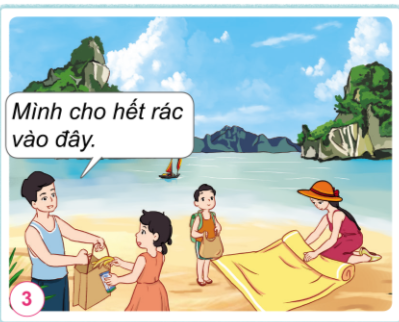 Mình cho hết rác
vào đây.
3